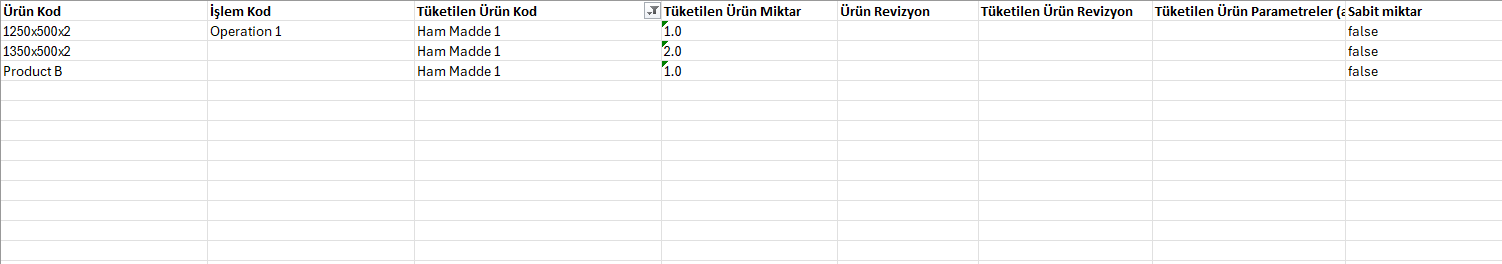 Ürün Kod İşlem Kod Tüketilen Ürün Kod Tüketilen Ürün Miktar Ürün Revizyon Tüketilen Ürün Revizyon Tüketilen Ürün Parametreler (a Sabit miktar
1250x500x2 Operation 1 Ham Madde 1 1.0 false
1350x500x2 Ham Madde 1 2.0 false
Product B Ham Madde 1 1.0 false